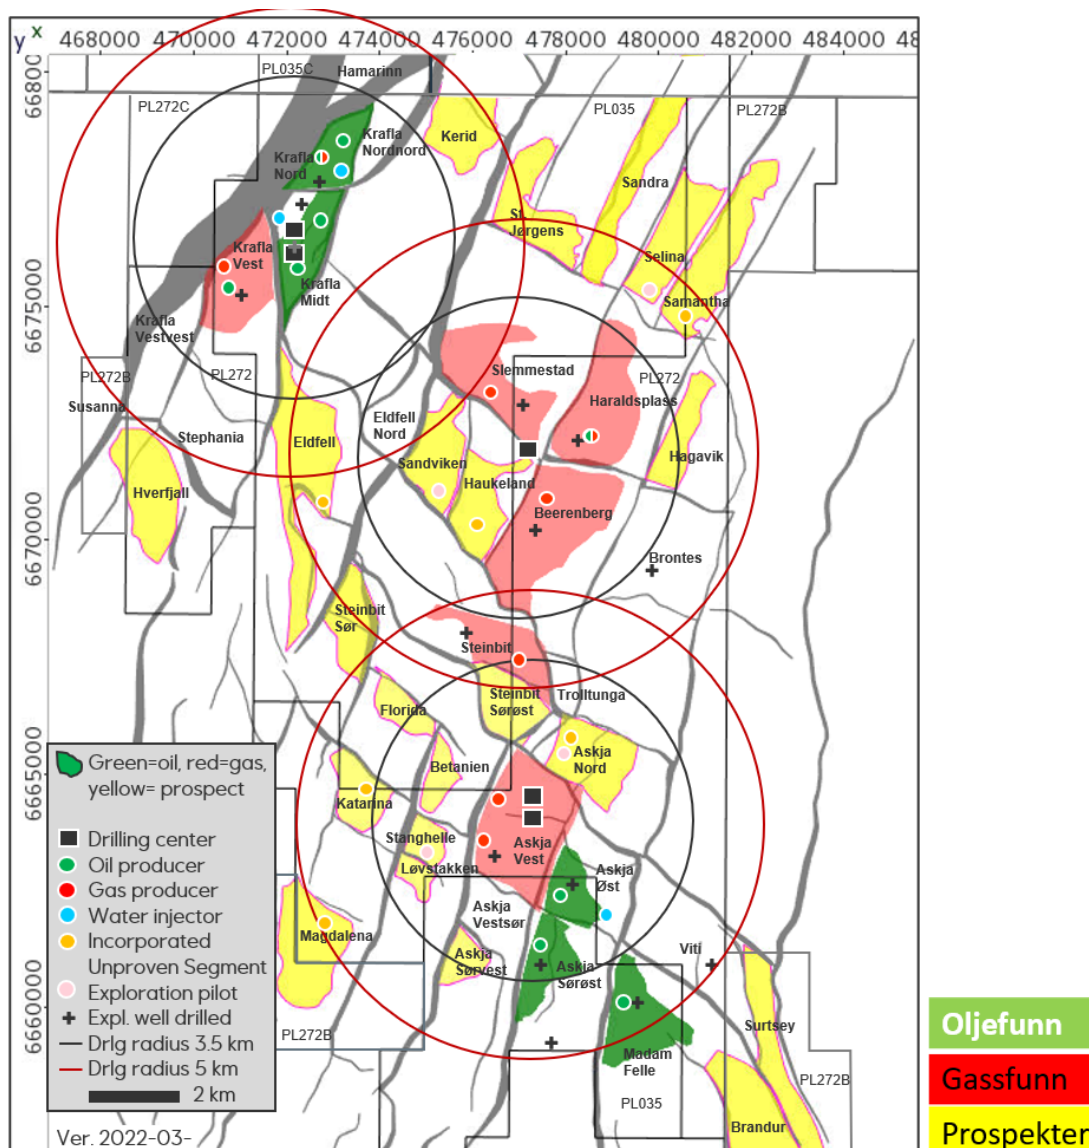 x
y
468000 470000 472000 474000 476000 478000 480000 482000 484000 48
66800
6675000
6670000
6665000
6660000
PL035C
Hamarinn
PL272C
PL035
PL272B
Krafla
Nordnord
Krafla
Nord
Kerid
Sandra
St.
Jørgens
Selina
Samantha
Krafla
Vest
Krafla
Midt
Krafla
Vestvest
PL272B
PL272
Susanna
Stephania
Slemmestad
PL272
Haraldsplass
Eldfell
Nord
Eldfell
Hagavik
Sandviken
Haukeland
Hverfjall
Beerenberg
Brontes
Steinbit
Sør
Steinbit
Steinbit
Sørøst
Trolltunga
Florida
Askja
Nord
Betanien
Katarina
Stanghelle
Løvstakken
Askja
Vest
Askja
Øst
Askja
Vestsør
Magdalena
Askja
Sørvest
Askja
Sørøst
Viti
PL272B
Madam
Felle
Surtsey
PL035
PL272B
Brandur
Green=oil, red=gas,
yellow= prospect
Drilling center
Oil producer
Gas producer
Water injector
Incorporated
Unproven Segment
Exploration pilot
Expl. well drilled
Drlg radius 3.5 km
Drlg radius 5 km
2 km
Ver. 2022-03-
Oljefunn
Gassfunn
Prospekter